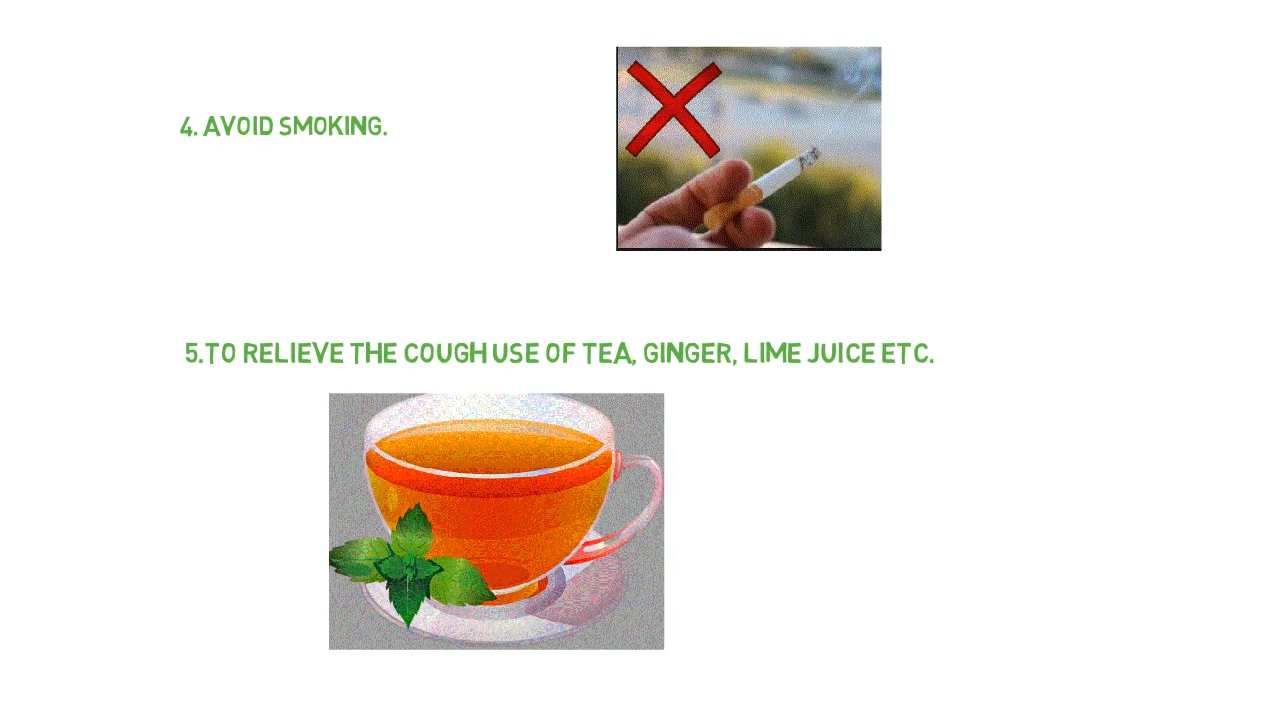 4. AVOID SMOKING.
5.TO RELIEVE THE COUGH USE OF TEA, GINGER, LIME JUICE ETC.